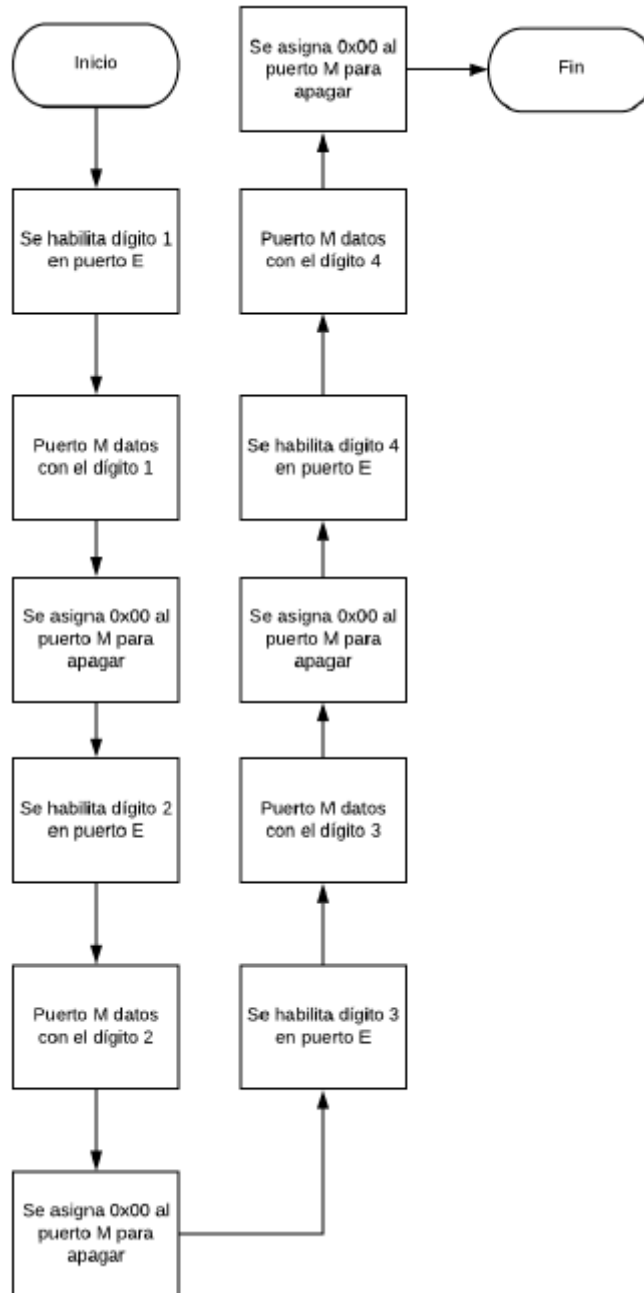 Inicio
Se habilita dígito 1
en puerto E
Puerto M datos
con el dígito 1
Se asigna 0x00 al
puerto M para
apagar
Se habilita dígito 2
en puerto E
Puerto M datos
con el dígito 2
Se asigna 0x00 al
puerto M para
apagar
Se habilita dígito 3
en puerto E
Puerto M datos
con el dígito 3
Se asigna 0x00 al
puerto M para
apagar
Se habilita dígito 4
en puerto E
Puerto M datos
con el dígito 4
Se asigna 0x00 al
puerto M para
apagar
Fin